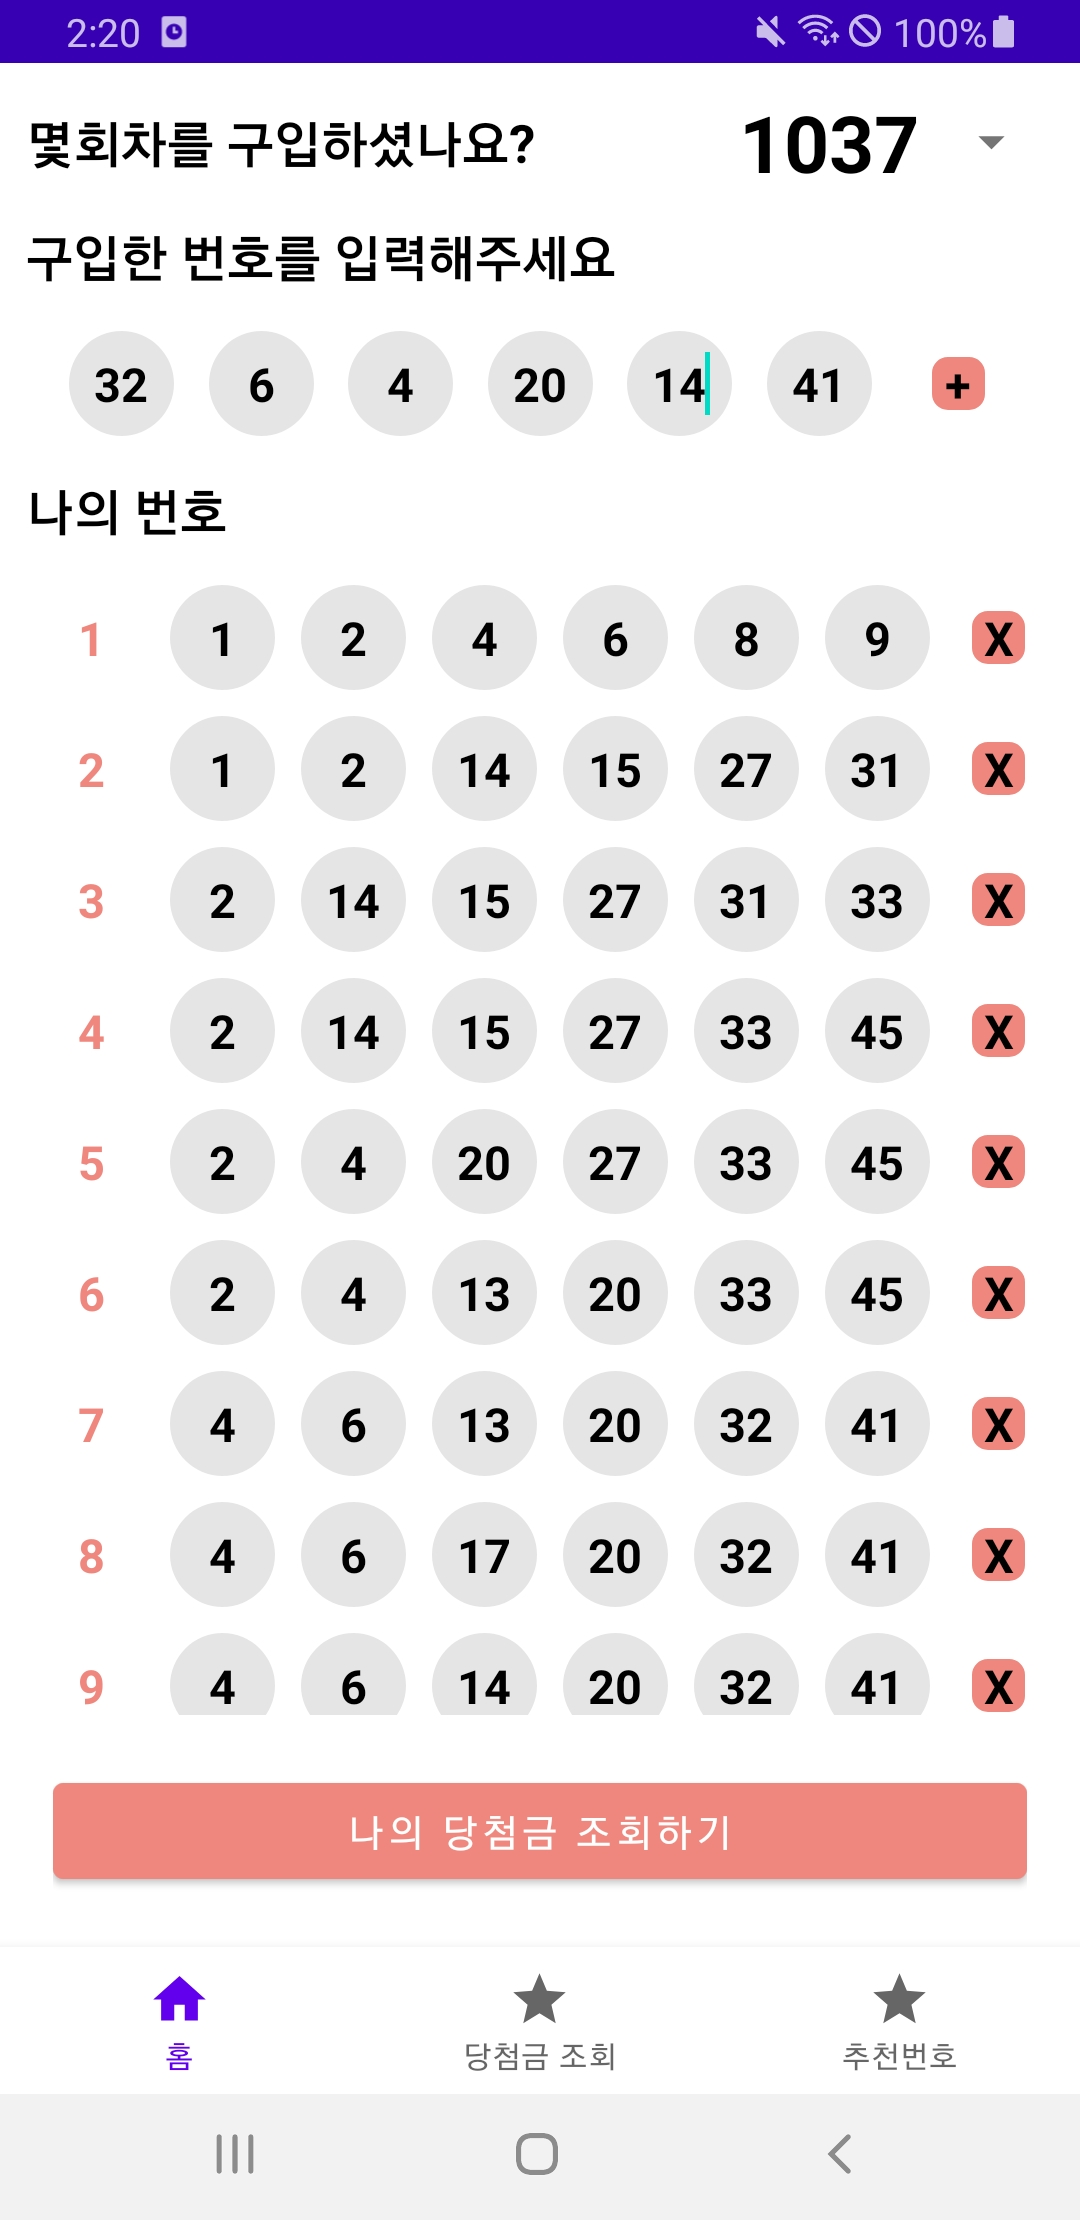 2:20 100%
몇회차를 구입하셨나요? 1037
구입한 번호를 입력해주세요
32 6 4 20 14 41 +
나의 번호
1 1 2 4 6 8 9 X
2 1 2 14 15 27 31 X
3 2 14 15 27 31 33 X
4 2 14 15 27 33 45 X
5 2 4 20 27 33 45 X
6 2 4 13 20 33 45 X
7 4 6 13 20 32 41 X
8 4 6 17 20 32 41 X
9 4 6 14 20 32 41 X
나의 당첨금 조회하기
홈 당첨금 조회 추천번호